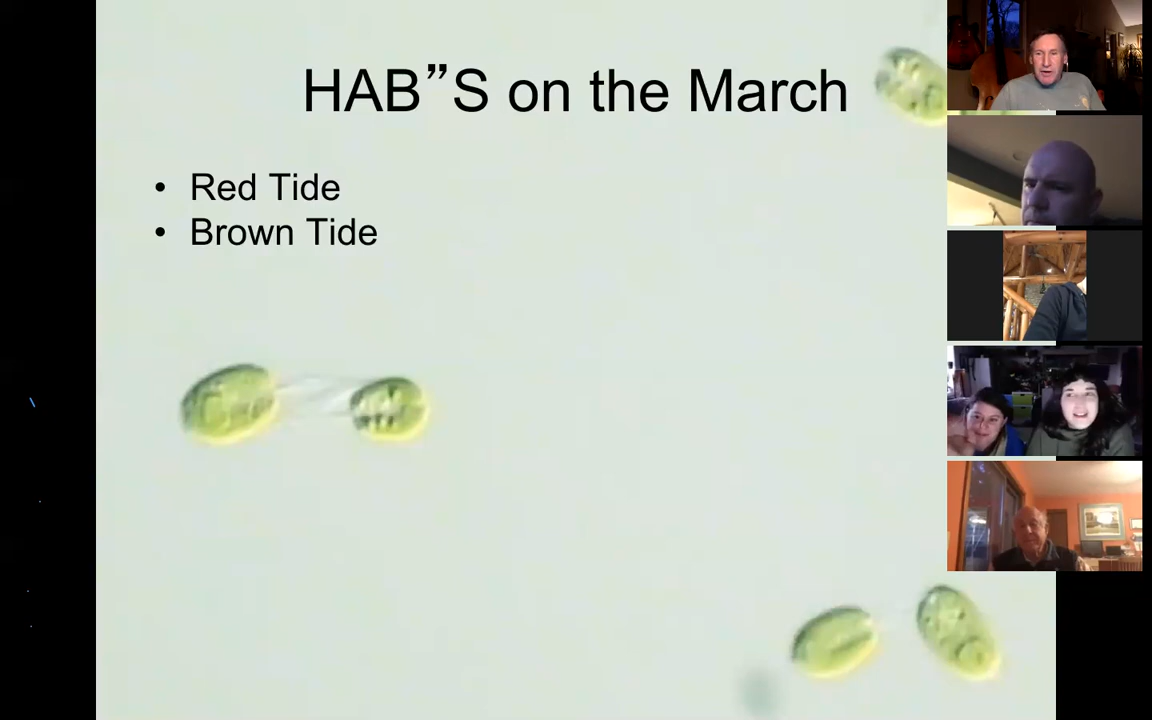 HAB”S on the March
• Red Tide
• Brown Tide